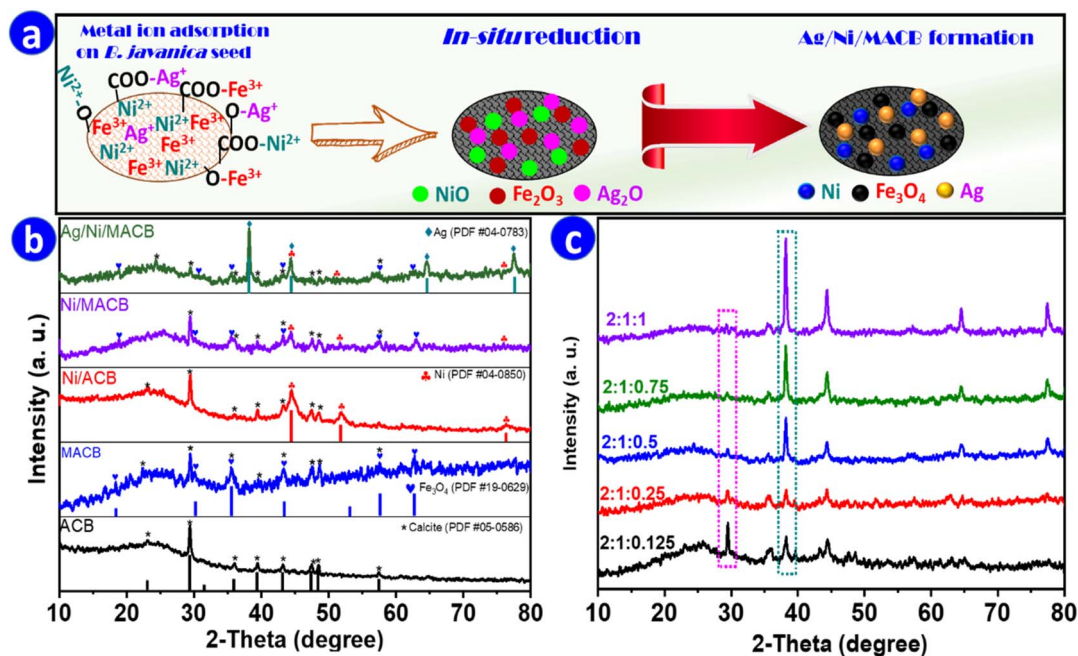 a
Metal ion adsorption
on B. javanica seed
In-situ reduction
Ag/Ni/MACB formation
Ni²⁺-O
COO-Ag⁺
COO-Fe³⁺
Ni²⁺
O-Ag⁺
Fe³⁺
Ni²⁺
Fe³⁺
Ag⁺
Fe³⁺
COO-Ni²⁺
Ni²⁺
Fe³⁺
Ni²⁺
O-Fe³⁺
NiO
Fe₂O₃
Ag₂O
Ni
Fe₃O₄
Ag
b
Ag/Ni/MACB
Ag (PDF #04-0783)
Ni/MACB
Ni/ACB
Ni (PDF #04-0850)
MACB
Fe₃O₄ (PDF #19-0629)
ACB
* Calcite (PDF #05-0586)
Intensity (a. u.)
10 20 30 40 50 60 70 80
2-Theta (degree)
c
2:1:1
2:1:0.75
2:1:0.5
2:1:0.25
2:1:0.125
Intensity (a. u.)
10 20 30 40 50 60 70 80
2-Theta (degree)